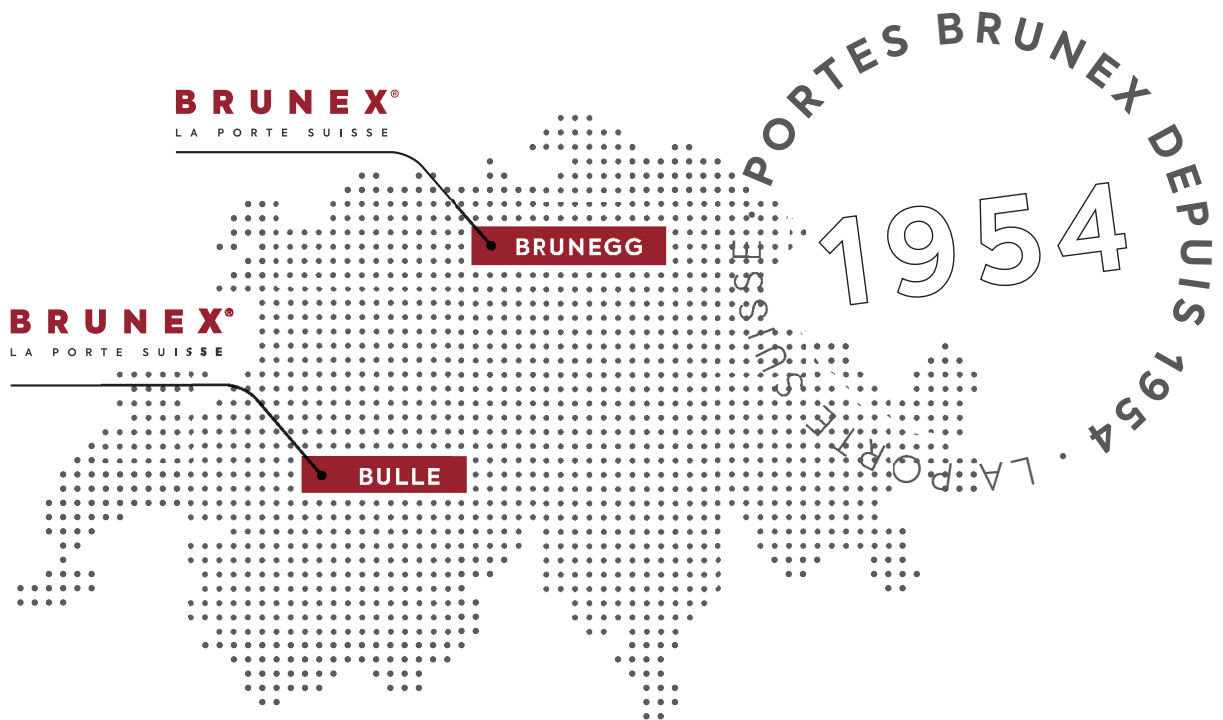 BRUNEX®
LA PORTE SUISSE
BRUNEGG
BRUNEX®
LA PORTE SUISSE
BULLE
PORTES BRUNEX DEPUIS 1954 · LA PORTE SUISSE ·
1954